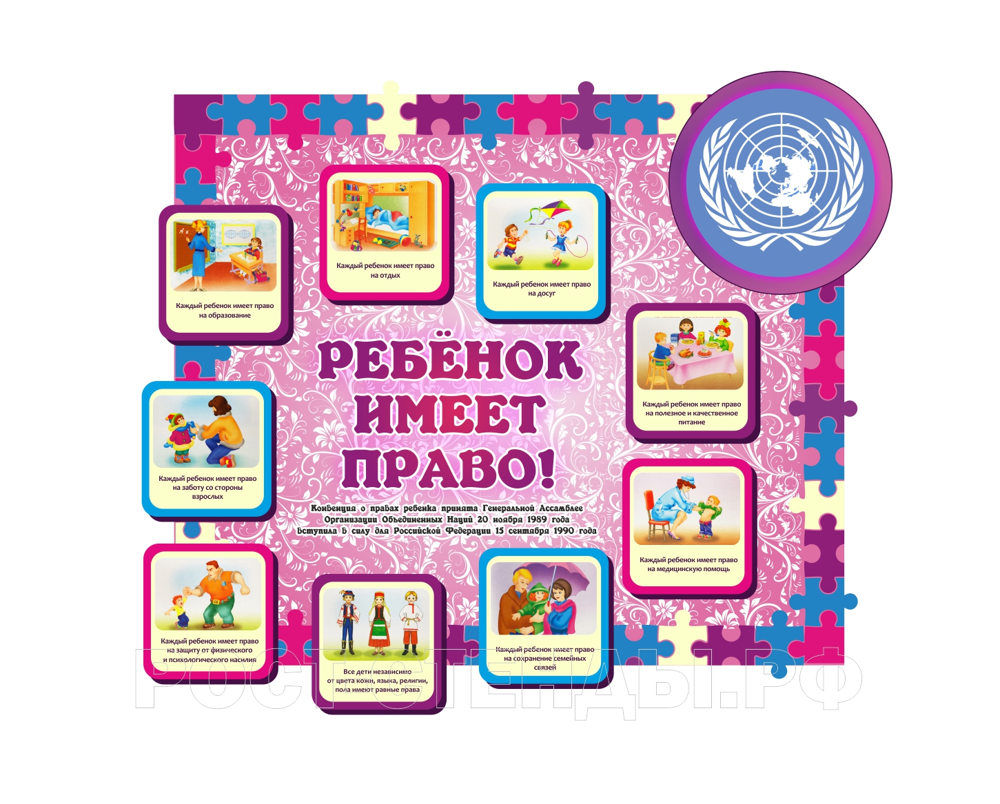 Каждый ребенок имеет право
на отдых
Каждый ребенок имеет право
на досуг
Каждый ребенок имеет право
на образование
РЕБЁНОК
ИМЕЕТ
ПРАВО!
Конвенция о правах ребенка принята Генеральной Ассамблее
Организации Объединенных Наций 20 ноября 1989 года
вступила в силу для Российской Федерации 15 сентября 1990 года
Каждый ребенок имеет право
на полезное и качественное
питание
Каждый ребенок имеет право
на заботу со стороны
взрослых
Каждый ребенок имеет право
на медицинскую помощь
Каждый ребенок имеет право
на защиту от физического
и психологического насилия
Все дети независимо
от цвета кожи, языка, религии,
пола имеют равные права
Каждый ребенок имеет право
на сохранение семейных
связей
РОСТСТЕНДЫ.РФ